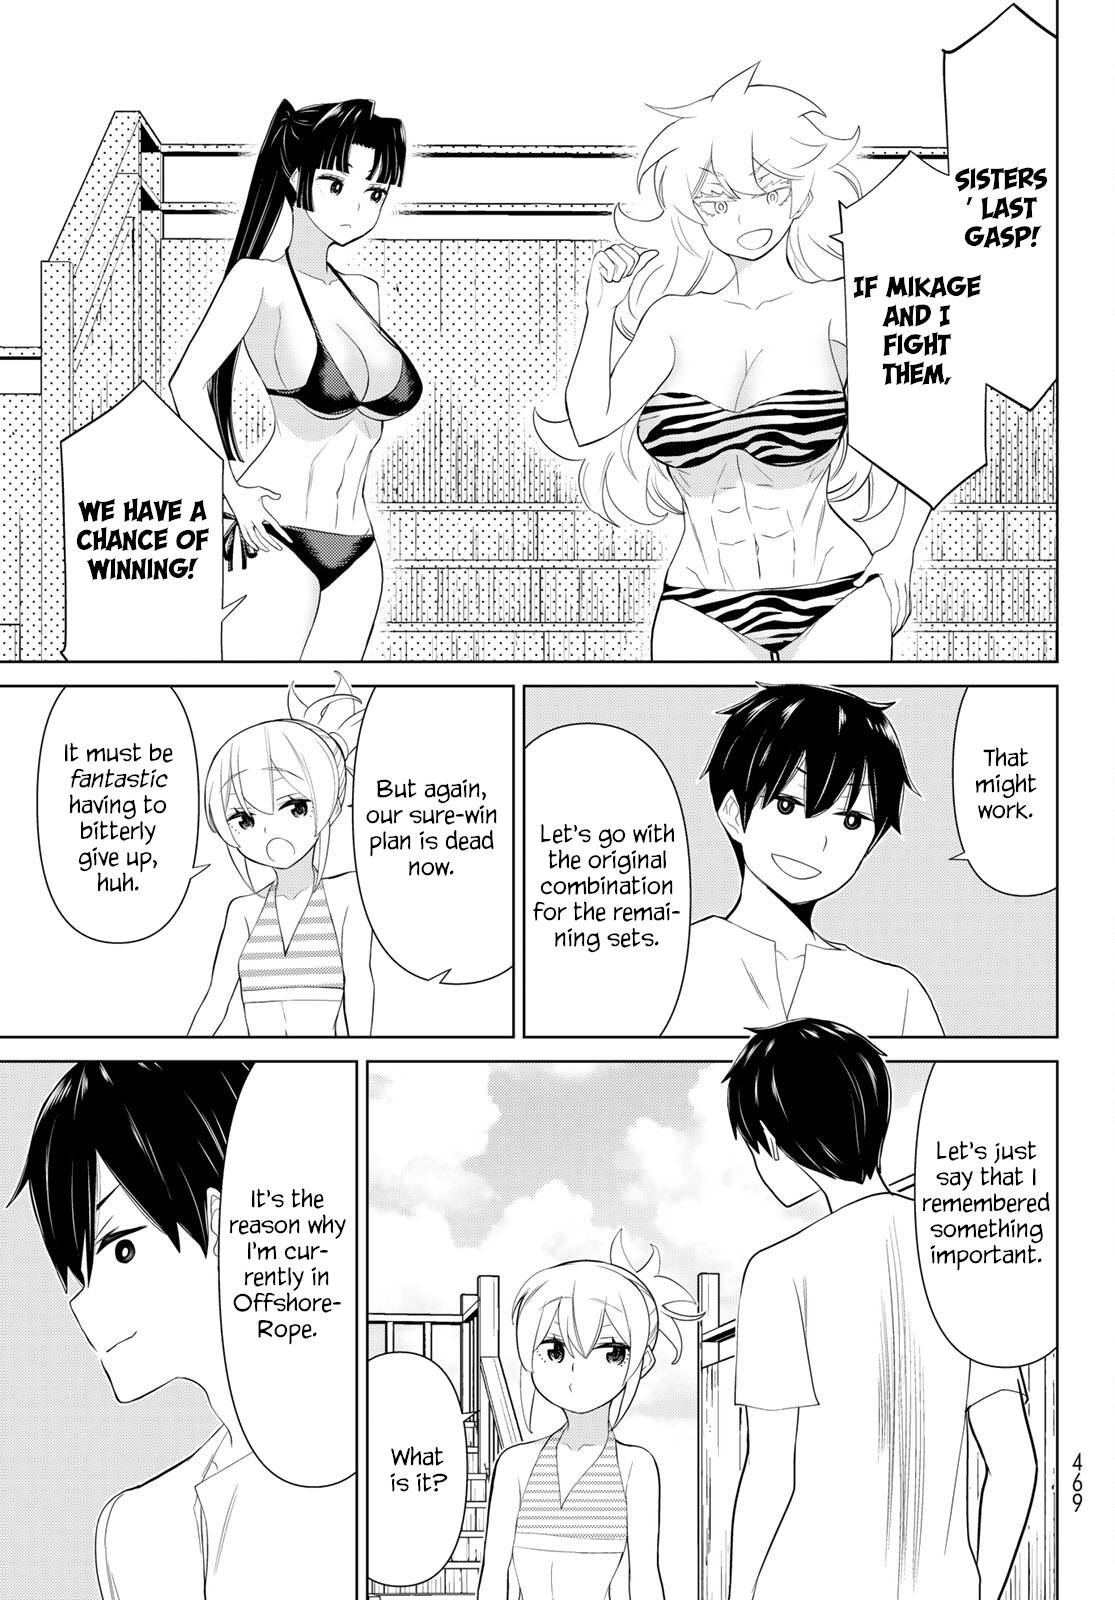 SISTERS
' LAST
GASP!
IF MIKAGE
AND I
FIGHT
THEM,
WE HAVE A
CHANCE OF
WINNING!
That
might
work.
Let's go with
the original
combination
for the remai-
ning sets.
But again,
our sure-win
plan is dead
now.
It must be
fantastic
having to
bitterly
give up,
huh.
Let's just
say that I
remembered
something
important.
What
is it?
It's the
reason why
I'm cur-
rently in
Offshore-
Rope.
469